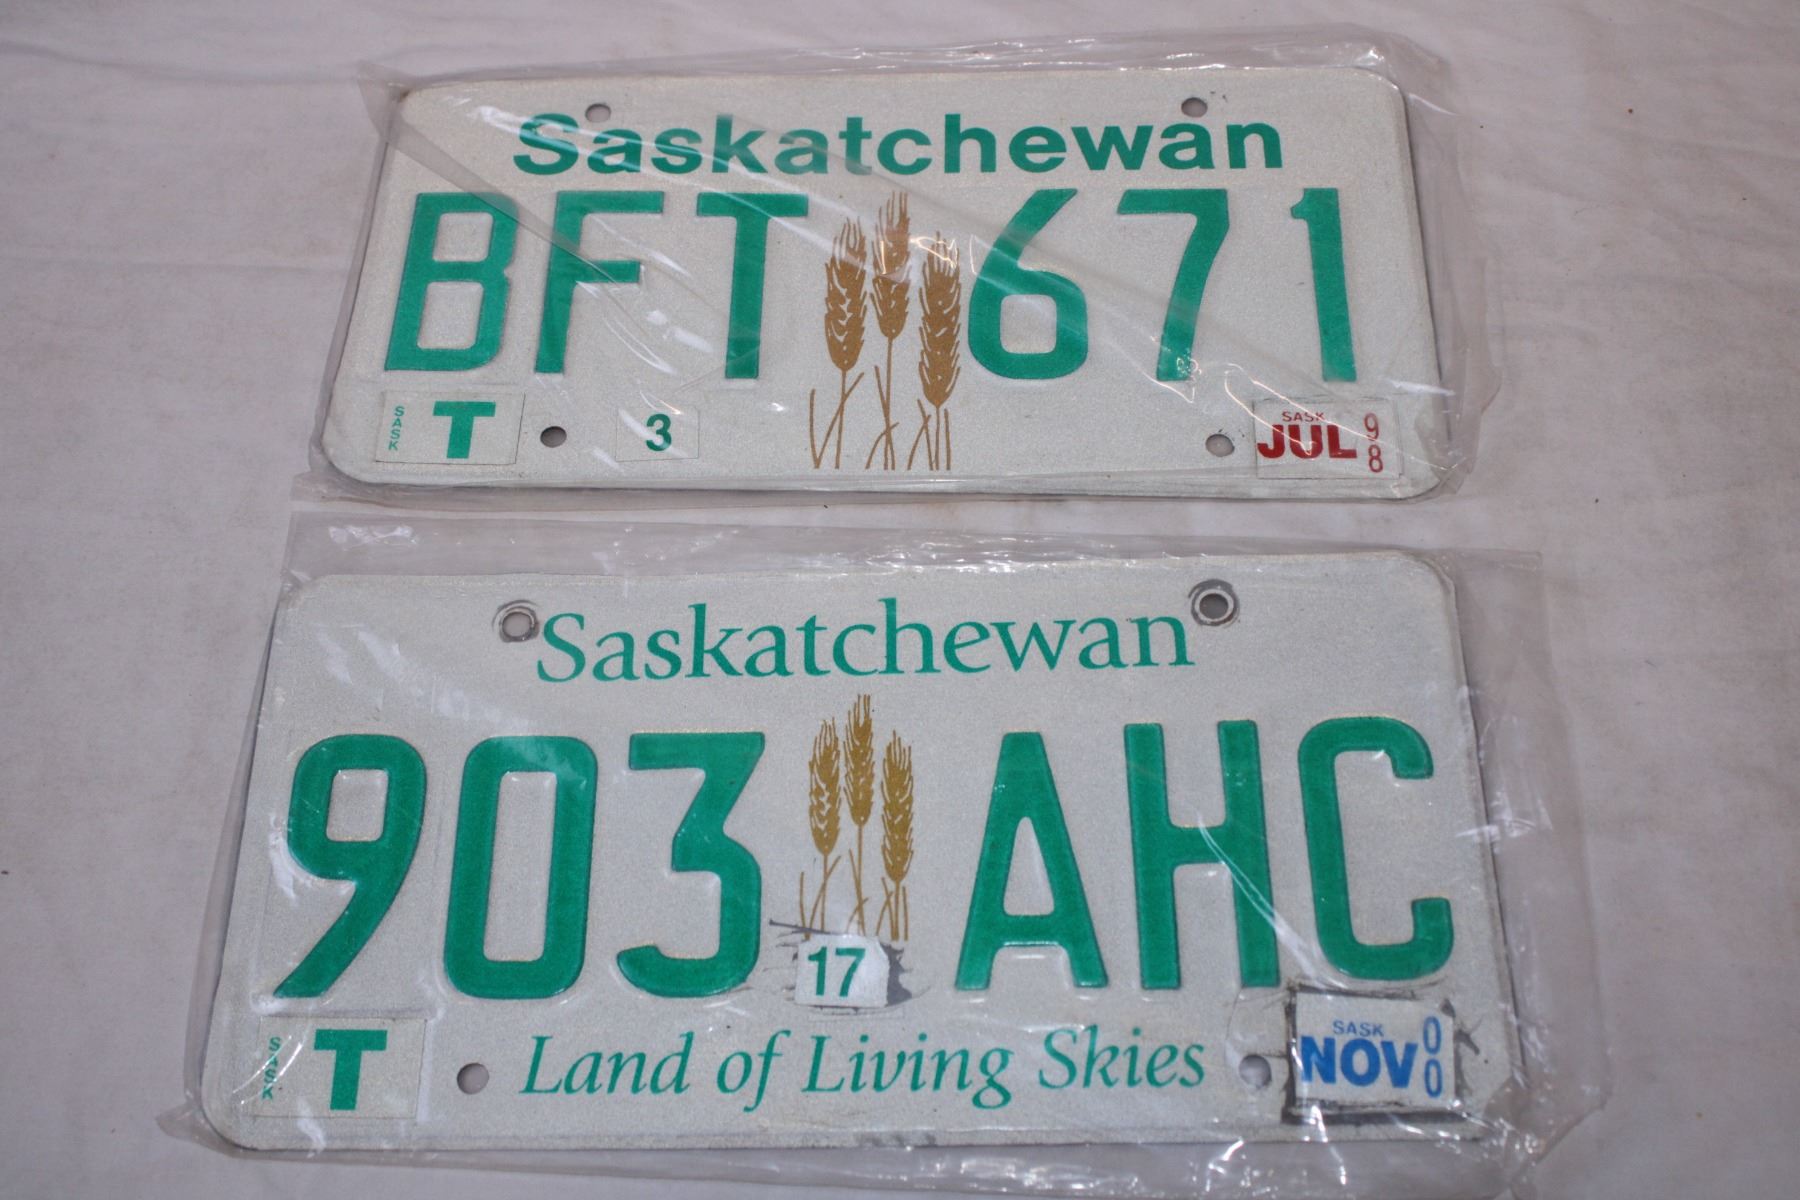 Saskatchewan
BFT 671
SASK T 3 SASK JUL 98
Saskatchewan
903 AHC
17
SASK T Land of Living Skies SASK NOV 00